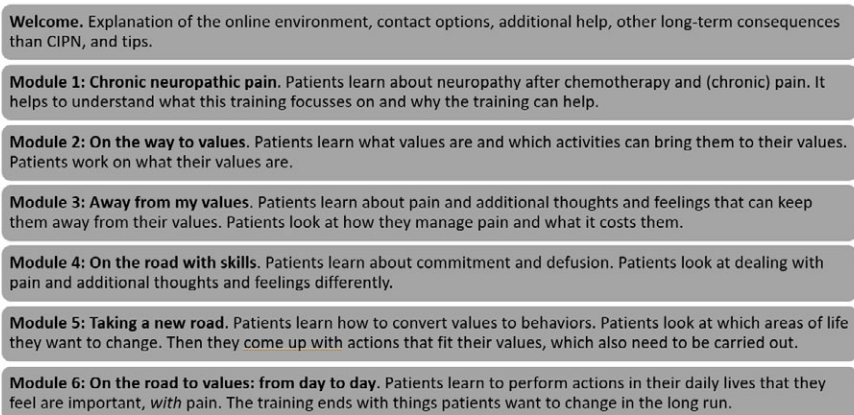 Welcome. Explanation of the online environment, contact options, additional help, other long-term consequences
than CIPN, and tips.
Module 1: Chronic neuropathic pain. Patients learn about neuropathy after chemotherapy and (chronic) pain. It
helps to understand what this training focusses on and why the training can help.
Module 2: On the way to values. Patients learn what values are and which activities can bring them to their values.
Patients work on what their values are.
Module 3: Away from my values. Patients learn about pain and additional thoughts and feelings that can keep
them away from their values. Patients look at how they manage pain and what it costs them.
Module 4: On the road with skills. Patients learn about commitment and defusion. Patients look at dealing with
pain and additional thoughts and feelings differently.
Module 5: Taking a new road. Patients learn how to convert values to behaviors. Patients look at which areas of life
they want to change. Then they come up with actions that fit their values, which also need to be carried out.
Module 6: On the road to values: from day to day. Patients learn to perform actions in their daily lives that they
feel are important, with pain. The training ends with things patients want to change in the long run.